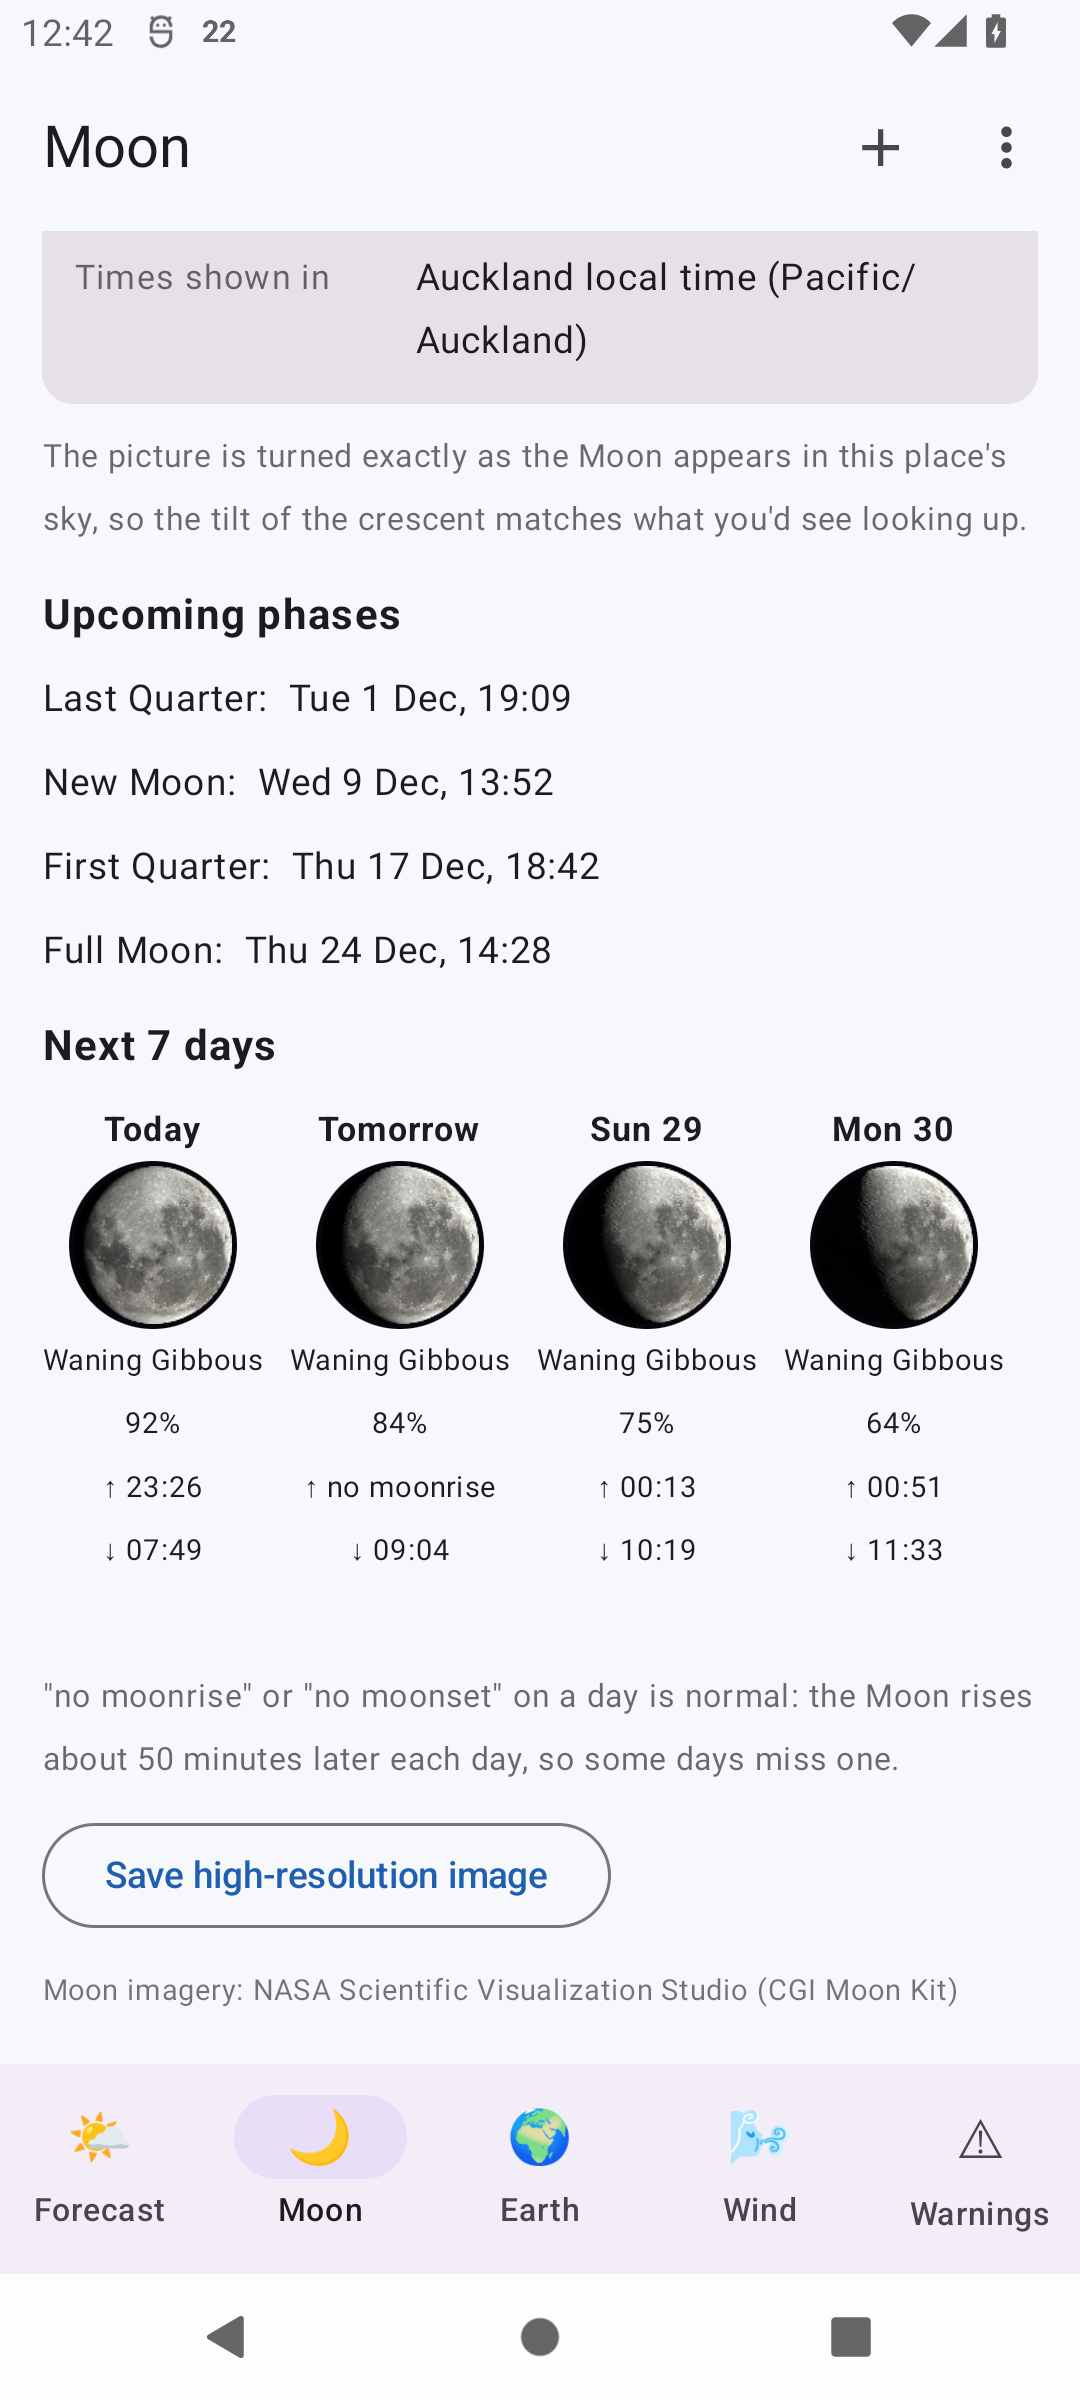 12:42 22
Moon
Times shown in Auckland local time (Pacific/
Auckland)
The picture is turned exactly as the Moon appears in this place's
sky, so the tilt of the crescent matches what you'd see looking up.
Upcoming phases
Last Quarter: Tue 1 Dec, 19:09
New Moon: Wed 9 Dec, 13:52
First Quarter: Thu 17 Dec, 18:42
Full Moon: Thu 24 Dec, 14:28
Next 7 days
Today Tomorrow Sun 29 Mon 30
Waning Gibbous Waning Gibbous Waning Gibbous Waning Gibbous
92% 84% 75% 64%
↑ 23:26 ↑ no moonrise ↑ 00:13 ↑ 00:51
↓ 07:49 ↓ 09:04 ↓ 10:19 ↓ 11:33
"no moonrise" or "no moonset" on a day is normal: the Moon rises
about 50 minutes later each day, so some days miss one.
Save high-resolution image
Moon imagery: NASA Scientific Visualization Studio (CGI Moon Kit)
Forecast Moon Earth Wind Warnings